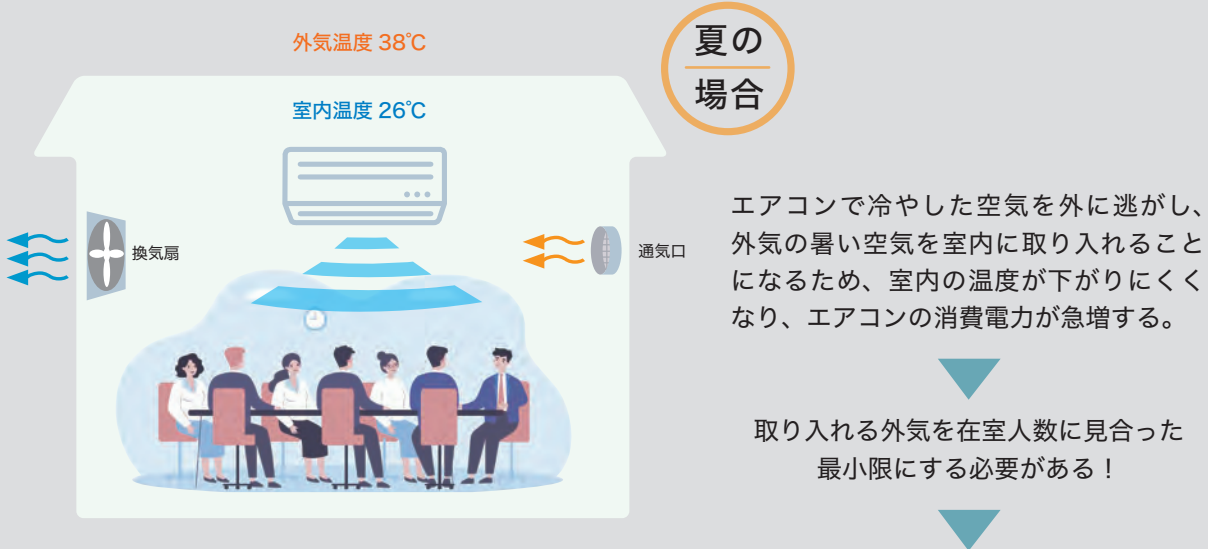 外気温度 38℃
夏の
場合
室内温度 26℃
換気扇
通気口
エアコンで冷やした空気を外に逃がし、
外気の暑い空気を室内に取り入れること
になるため、室内の温度が下がりにくく
なり、エアコンの消費電力が急増する。
取り入れる外気を在室人数に見合った
最小限にする必要がある！